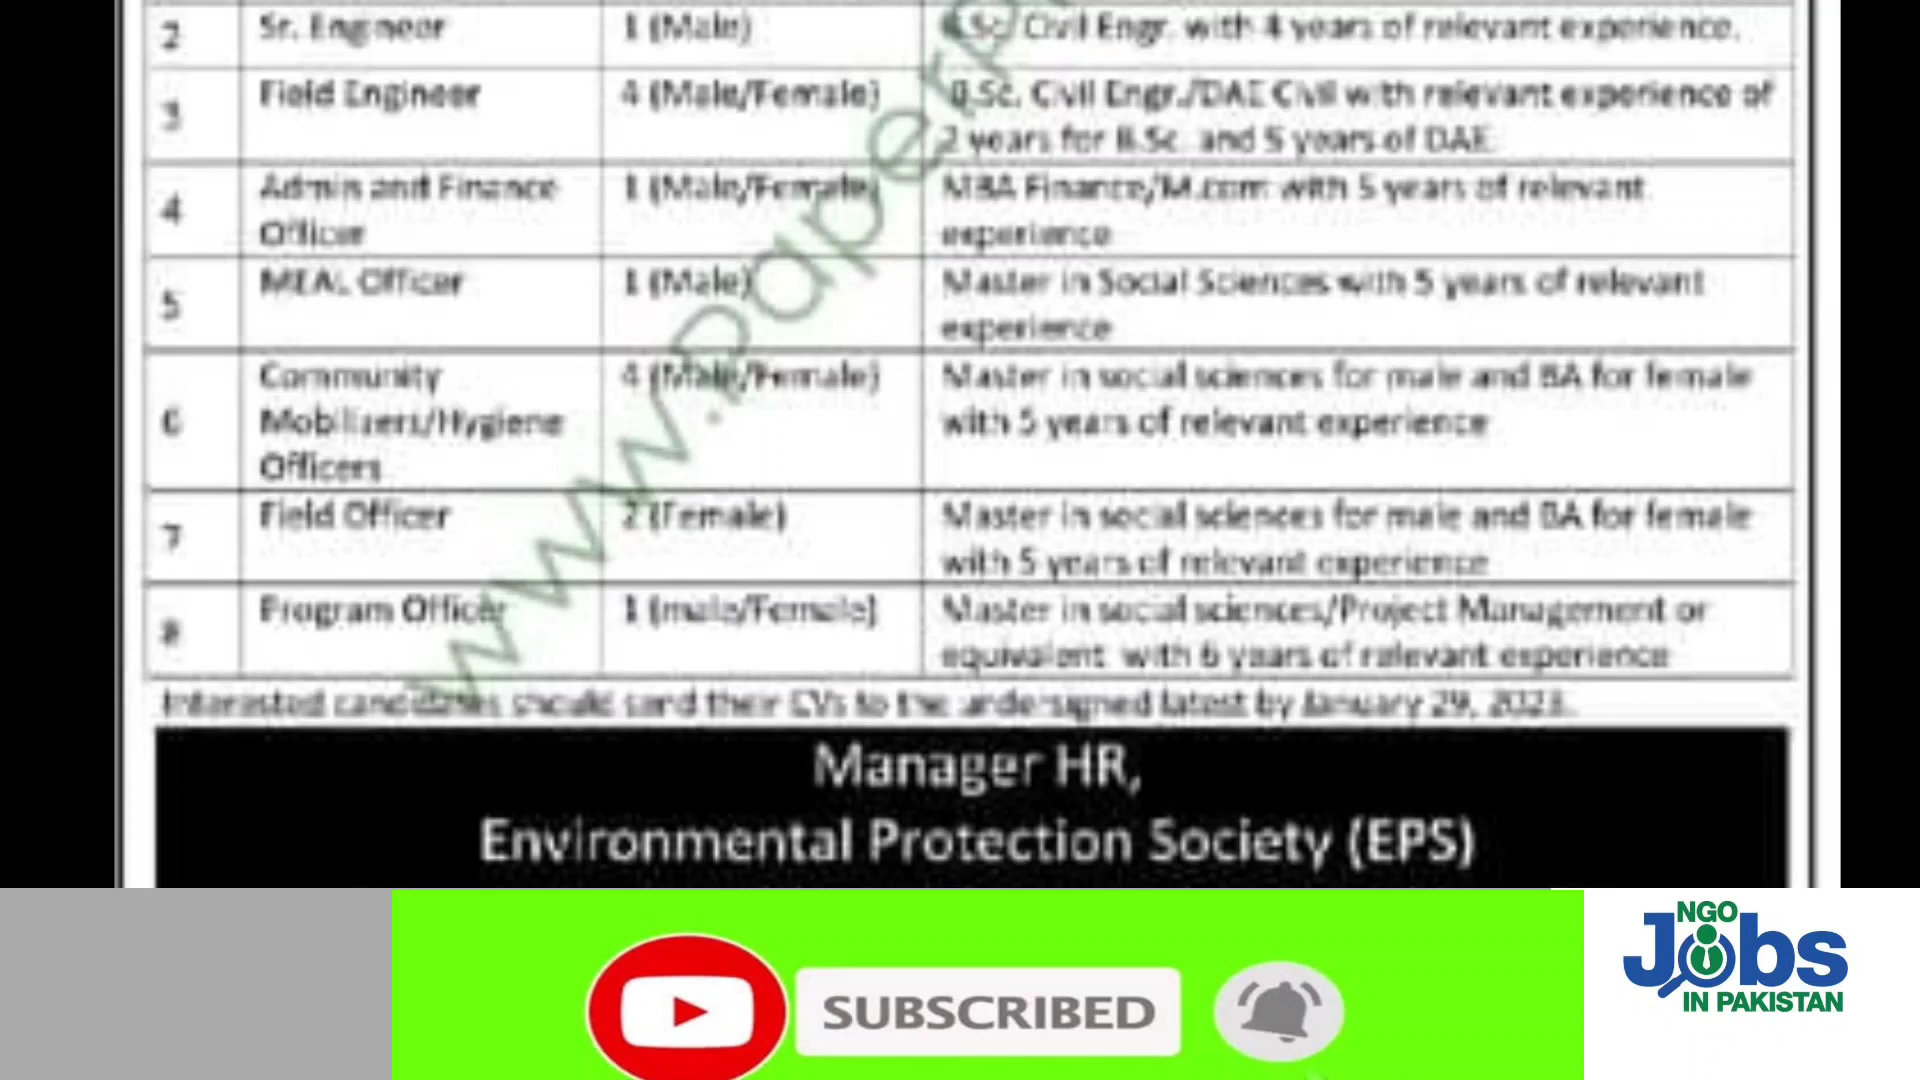 2 Sr. Engineer 1 (Male) B.Sc. Civil Engr. with 4 years of relevant experience.
3 Field Engineer 4 (Male/Female) B.Sc. Civil Engr./DAE Civil with relevant experience of
2 years for B.Sc. and 5 years of DAE
4 Admin and Finance 1 (Male/Female) MBA Finance/M.com with 5 years of relevant
Officer experience
5 MEAL Officer 1 (Male) Master in Social Sciences with 5 years of relevant
experience
6 Community 4 (Male/Female) Master in social sciences for male and BA for female
Mobilizers/Hygiene with 5 years of relevant experience
Officers
7 Field Officer 2 (Female) Master in social sciences for male and BA for female
with 5 years of relevant experience
8 Program Officer 1 (male/Female) Master in social sciences/Project Management or
equivalent with 6 years of relevant experience
Interested candidates should send their CVs to the undersigned latest by January 29, 2023.
Manager HR,
Environmental Protection Society (EPS)
SUBSCRIBED
NGO
Jobs
IN PAKISTAN